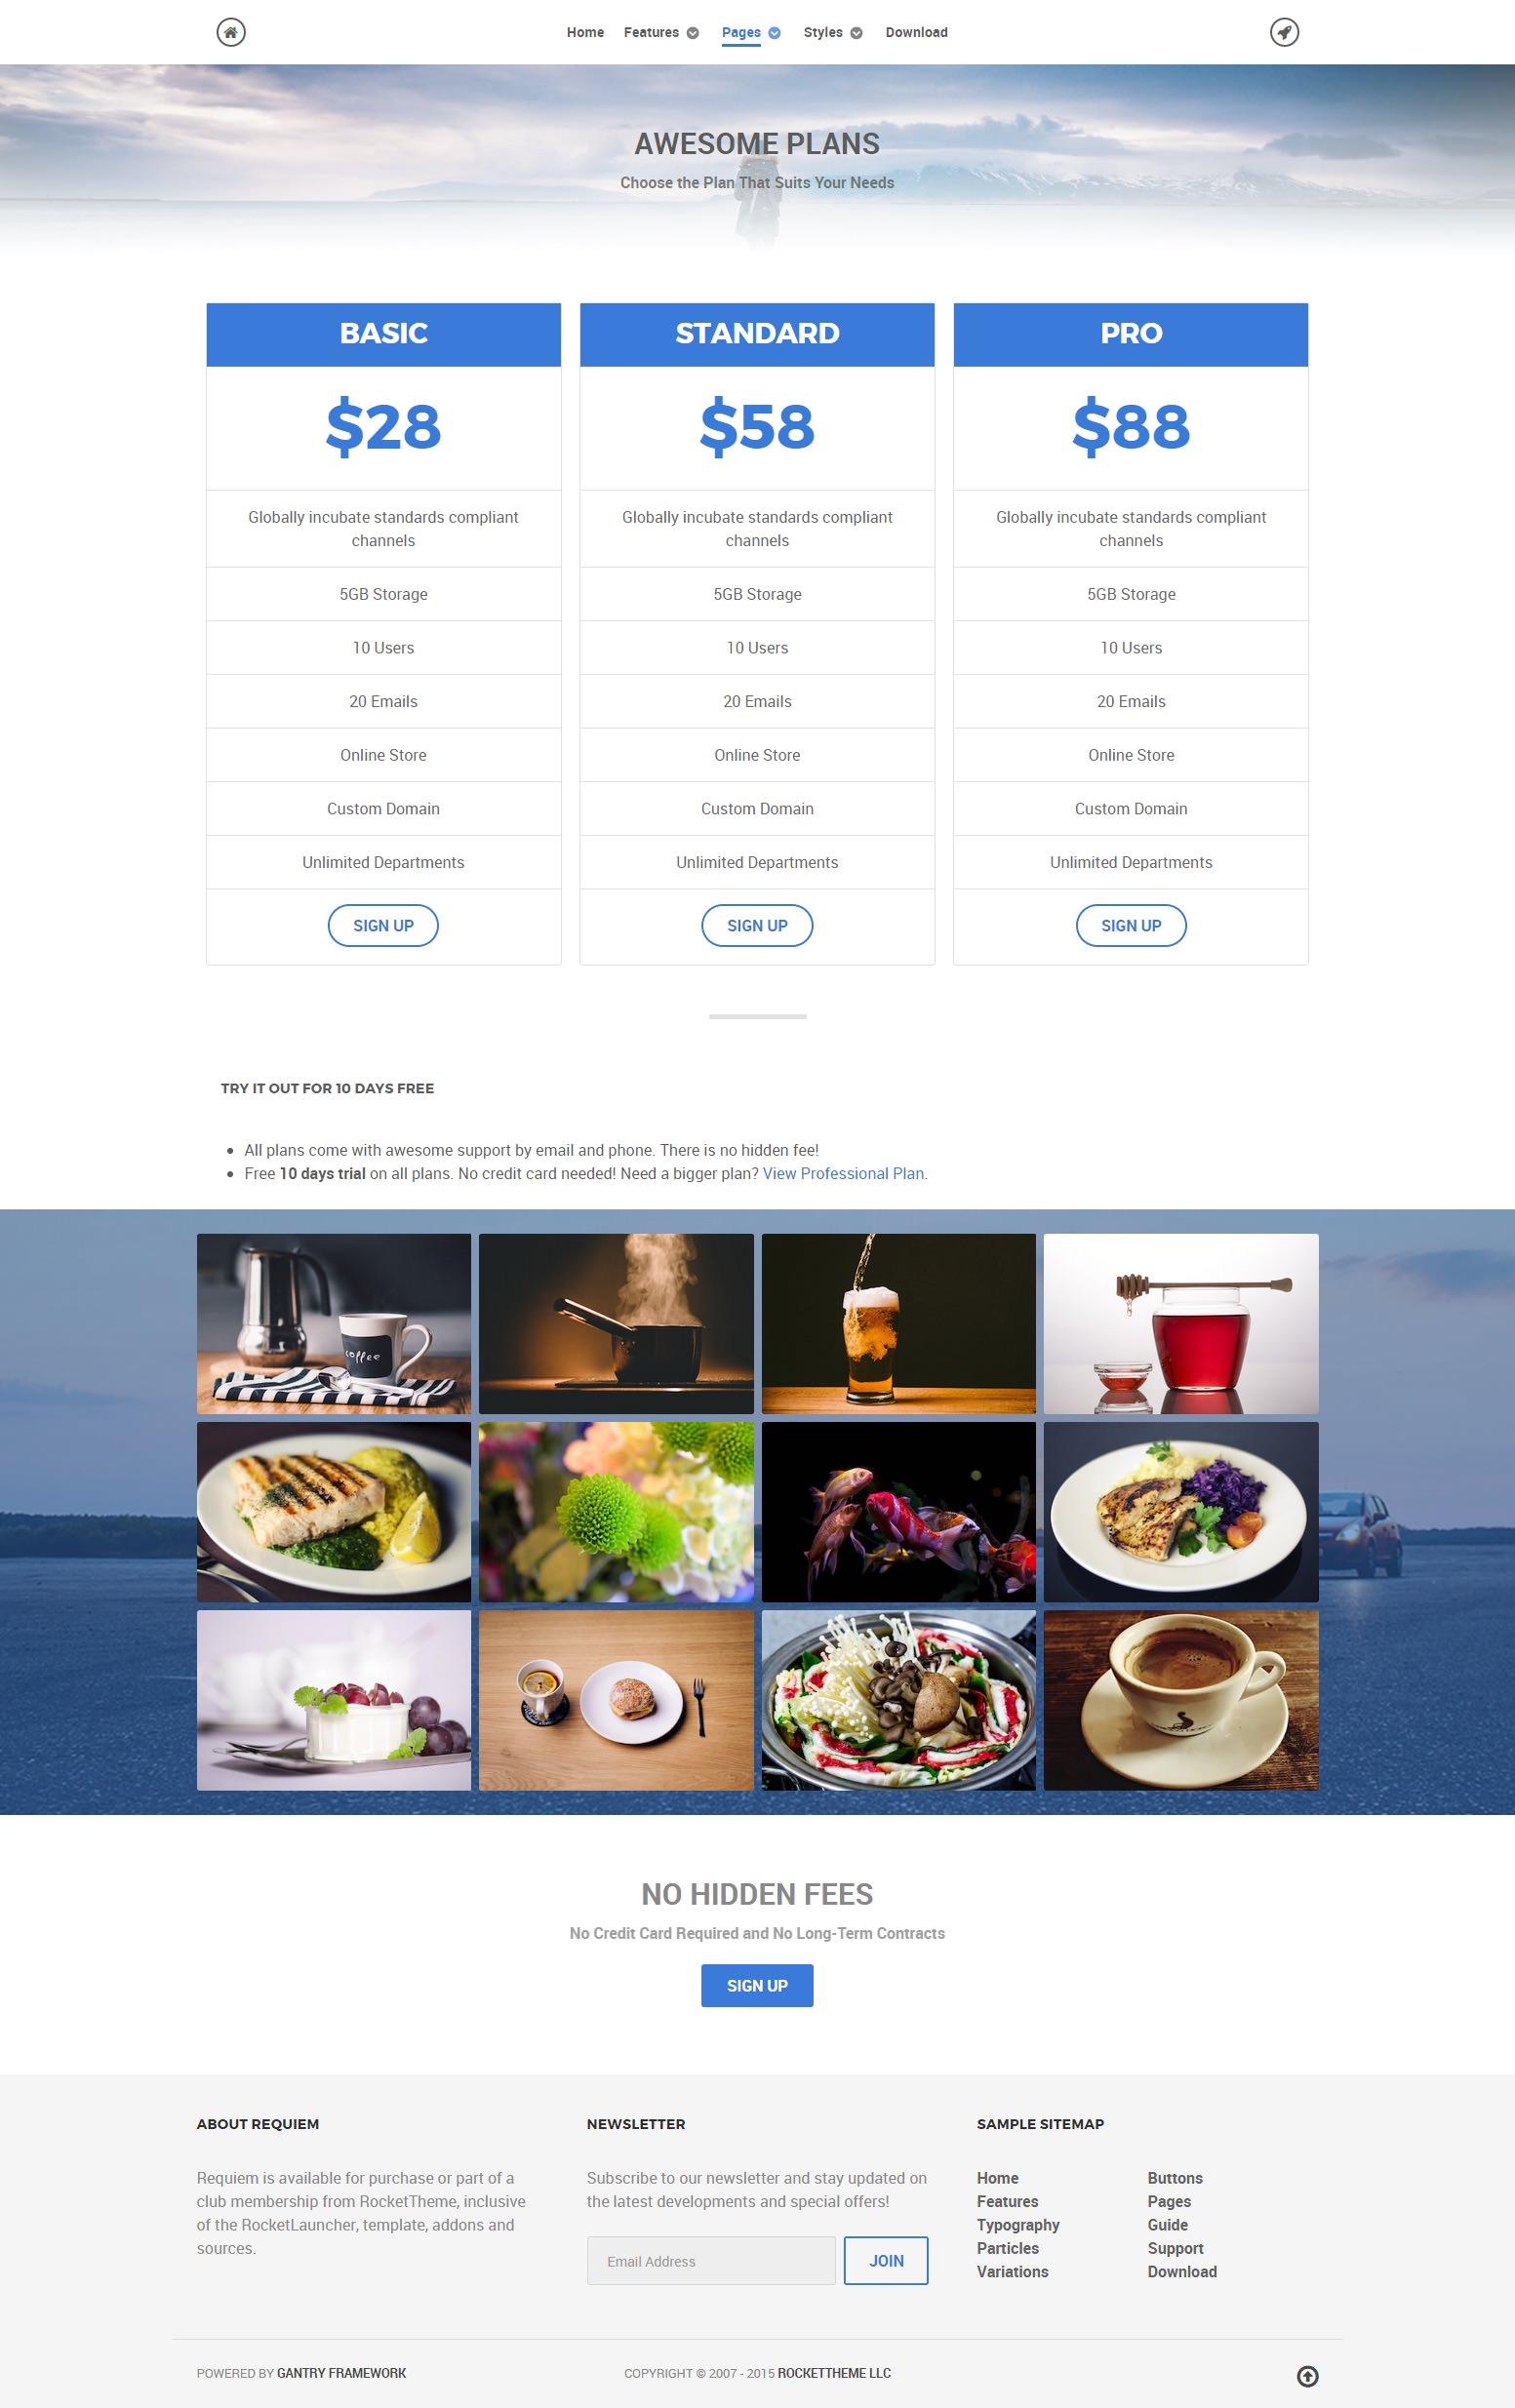 Home Features Pages Styles Download
AWESOME PLANS
Choose the Plan That Suits Your Needs
BASIC
$28
Globally incubate standards compliant
channels
5GB Storage
10 Users
20 Emails
Online Store
Custom Domain
Unlimited Departments
SIGN UP
STANDARD
$58
Globally incubate standards compliant
channels
5GB Storage
10 Users
20 Emails
Online Store
Custom Domain
Unlimited Departments
SIGN UP
PRO
$88
Globally incubate standards compliant
channels
5GB Storage
10 Users
20 Emails
Online Store
Custom Domain
Unlimited Departments
SIGN UP
TRY IT OUT FOR 10 DAYS FREE
All plans come with awesome support by email and phone. There is no hidden fee!
Free 10 days trial on all plans. No credit card needed! Need a bigger plan? View Professional Plan.
coffee
NO HIDDEN FEES
No Credit Card Required and No Long-Term Contracts
SIGN UP
ABOUT REQUIEM
Requiem is available for purchase or part of a
club membership from RocketTheme, inclusive
of the RocketLauncher, template, addons and
sources.
NEWSLETTER
Subscribe to our newsletter and stay updated on
the latest developments and special offers!
Email Address
JOIN
SAMPLE SITEMAP
Home
Features
Typography
Particles
Variations
Buttons
Pages
Guide
Support
Download
POWERED BY GANTRY FRAMEWORK
COPYRIGHT © 2007 - 2015 ROCKETTHEME LLC